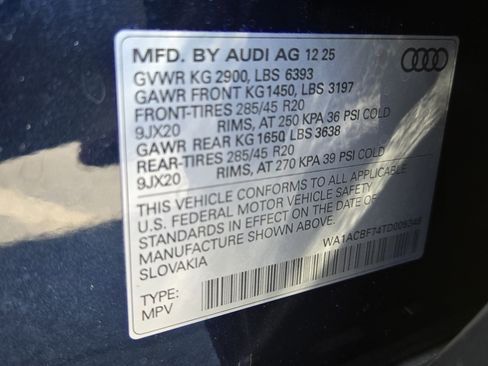 MFD. BY AUDI AG 12 25
GVWR KG 2900, LBS 6393
GAWR FRONT KG1450, LBS 3197
FRONT-TIRES 285/45 R20
9JX20 RIMS, AT 250 KPA 36 PSI COLD
GAWR REAR KG 1650 LBS 3638
REAR-TIRES 285/45 R20
9JX20 RIMS, AT 270 KPA 39 PSI COLD
THIS VEHICLE CONFORMS TO ALL APPLICABLE
U.S. FEDERAL MOTOR VEHICLE SAFETY
STANDARDS IN EFFECT ON THE DATE OF
MANUFACTURE SHOWN ABOVE.
SLOVAKIA
TYPE:
MPV